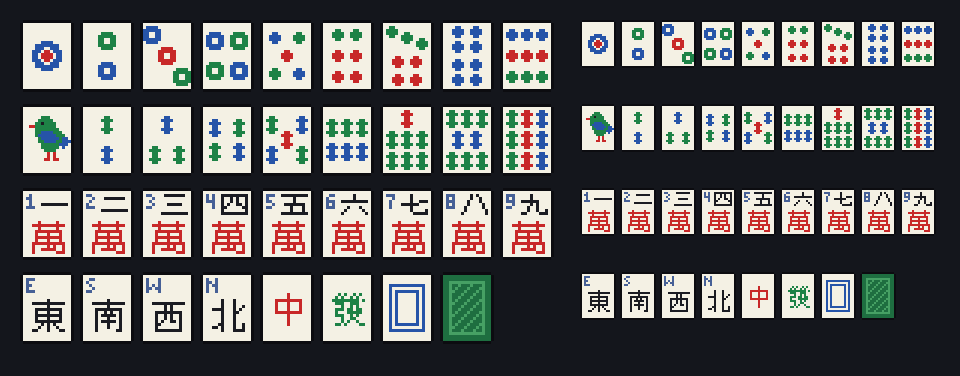 1一 2二 3三 4四 5五 6六 7七 8八 9九 1一 2二 3三 4四 5五 6六 7七 8八 9九
萬 萬 萬 萬 萬 萬 萬 萬 萬 萬 萬 萬 萬 萬 萬 萬 萬 萬
E S W N E S W N
東 南 西 北 中 發 東 南 西 北 中 發